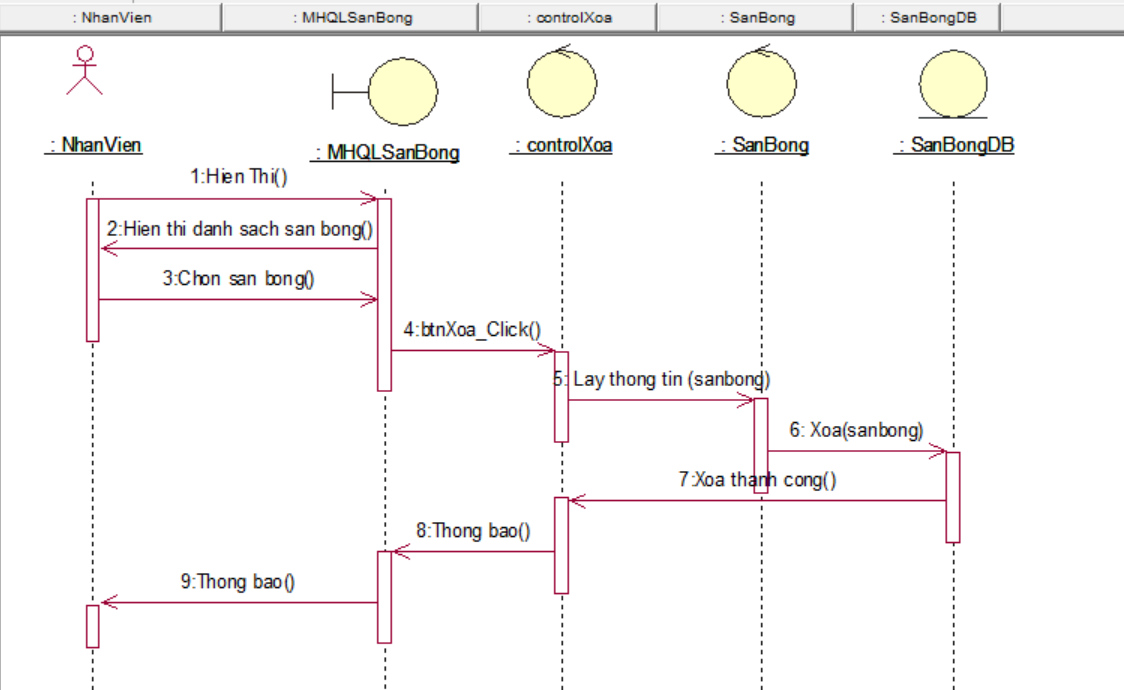 : NhanVien
: MHQLSanBong
: controlXoa
: SanBong
: SanBongDB
: NhanVien
: MHQLSanBong
: controlXoa
: SanBong
: SanBongDB
1:Hien Thi()
2:Hien thi danh sach san bong()
3:Chon san bong()
4:btnXoa_Click()
5: Lay thong tin (sanbong)
6: Xoa(sanbong)
7:Xoa thanh cong()
8:Thong bao()
9:Thong bao()